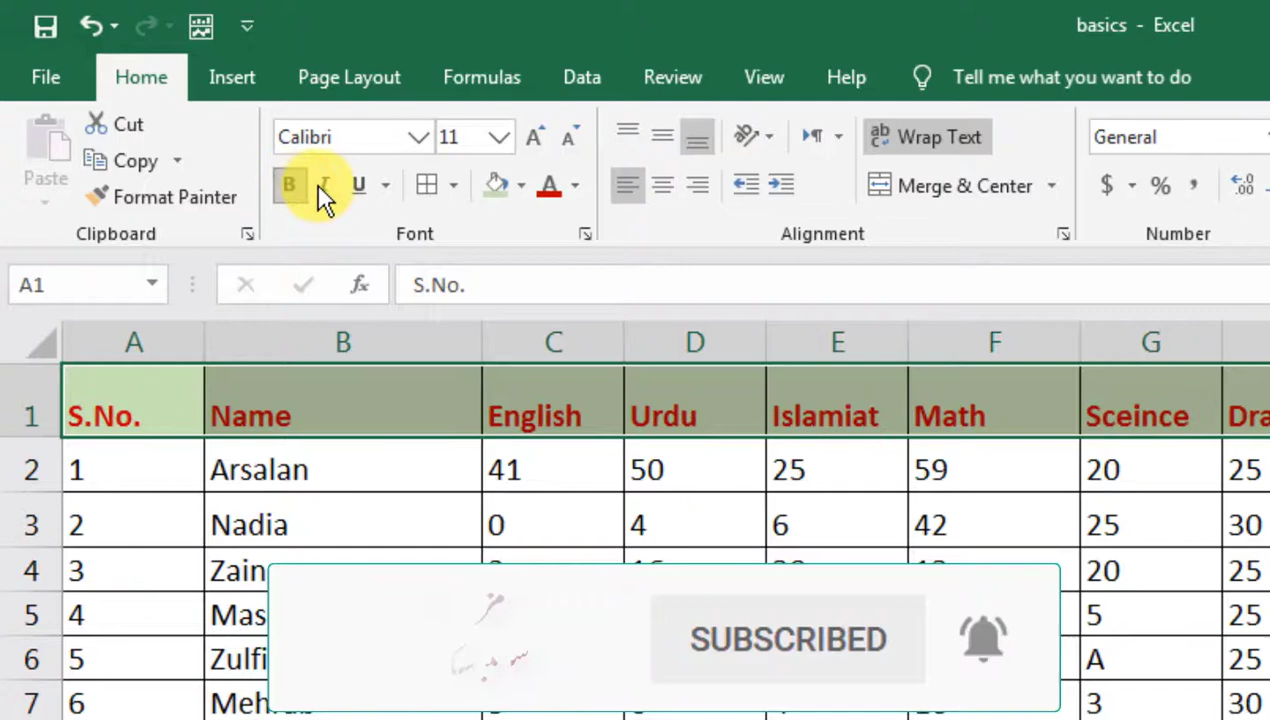 basics - Excel
File Home Insert Page Layout Formulas Data Review View Help Tell me what you want to do
Paste
Cut
Copy
Format Painter
Clipboard
Calibri 11
B I U
Font
ab Wrap Text
Merge & Center
Alignment
General
$ % ,
Number
A1 fx S.No.
A B C D E F G
1 S.No. Name English Urdu Islamiat Math Sceince
2 1 Arsalan 41 50 25 59 20 25
3 2 Nadia 0 4 6 42 25 30
4 3 Zain 20 25
5 4 5 25
6 5 A 25
7 6 3 30
SUBSCRIBED